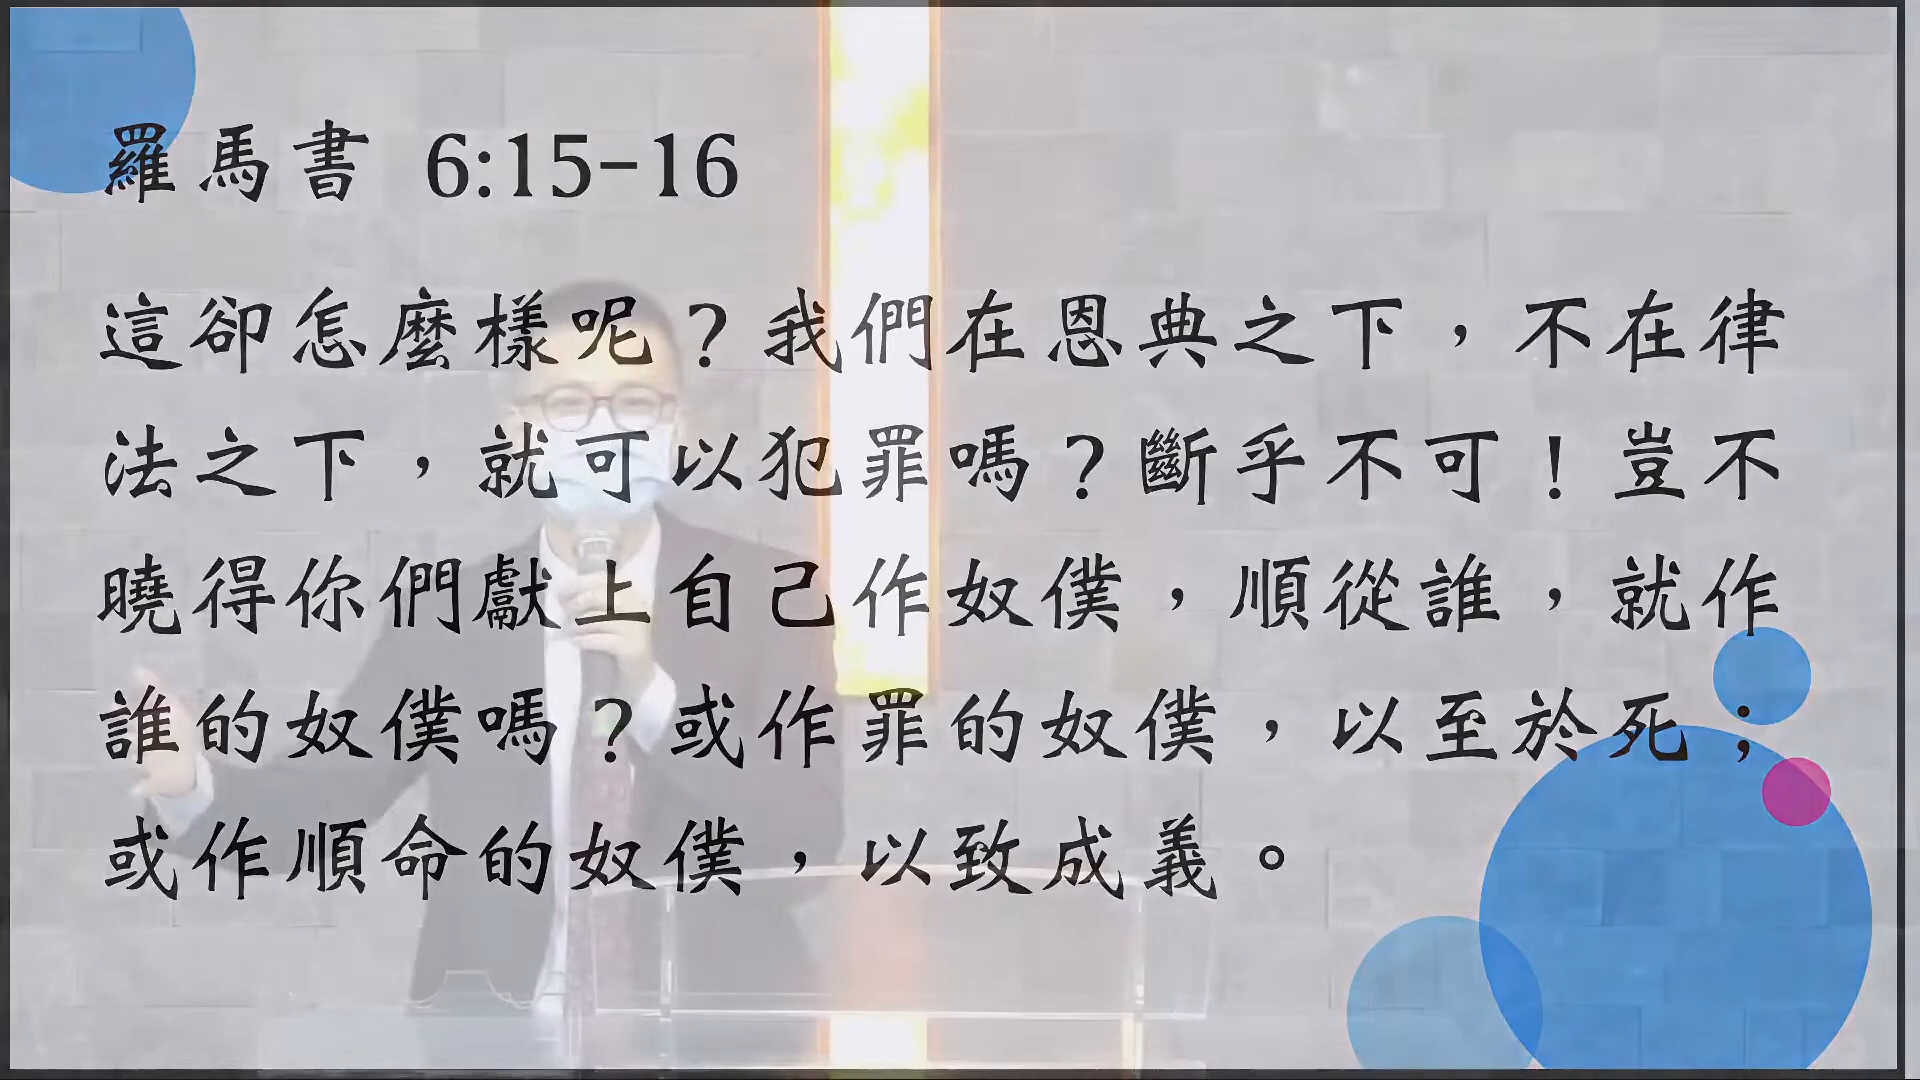 羅馬書 6:15-16
這卻怎麼樣呢？我們在恩典之下，不在律
法之下，就可以犯罪嗎？斷乎不可！豈不
曉得你們獻上自己作奴僕，順從誰，就作
誰的奴僕嗎？或作罪的奴僕，以至於死；
或作順命的奴僕，以致成義。